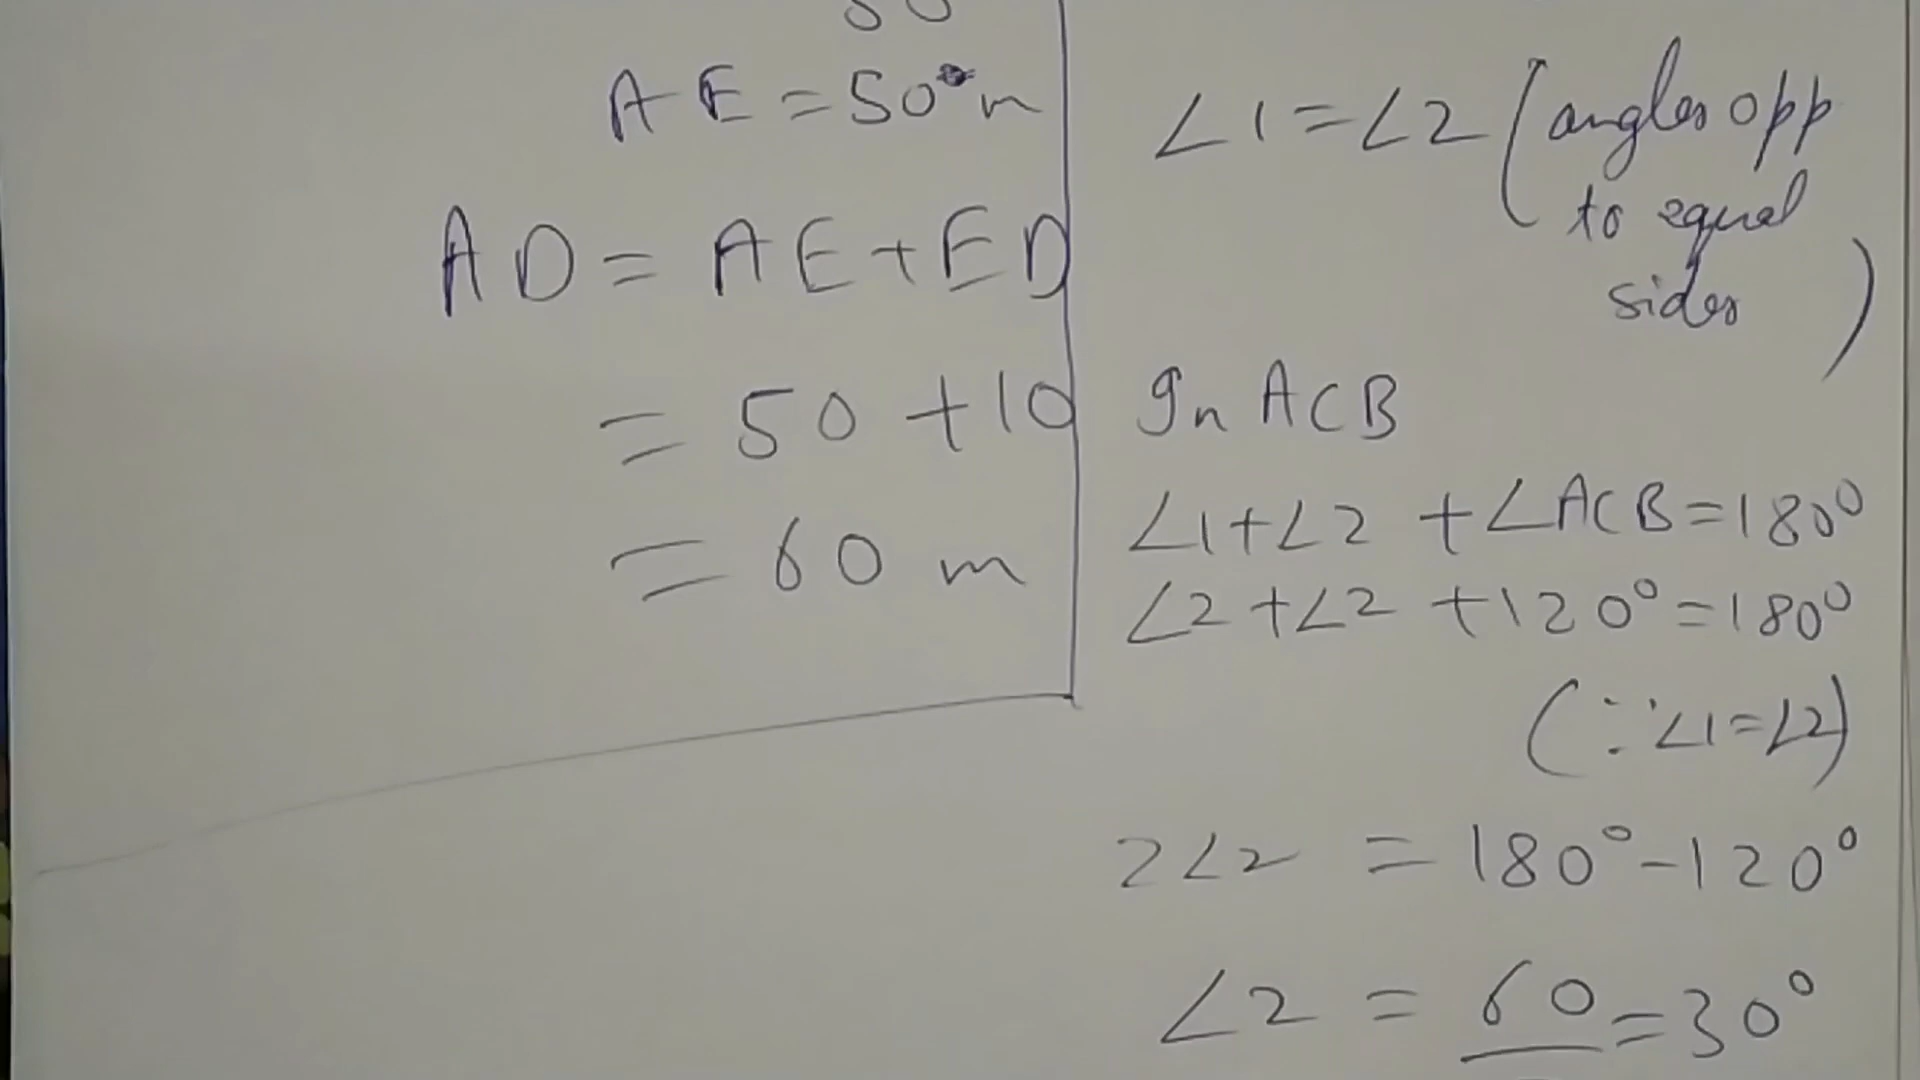 AE = 50 m
AD = AE + ED
= 50 + 10
= 60 m
∠1 = ∠2 (angles opp
to equal
sides)
In ACB
∠1 + ∠2 + ∠ACB = 180°
∠2 + ∠2 + 120° = 180°
(∵ ∠1 = ∠2)
2∠2 = 180° - 120°
∠2 = 60 = 30°